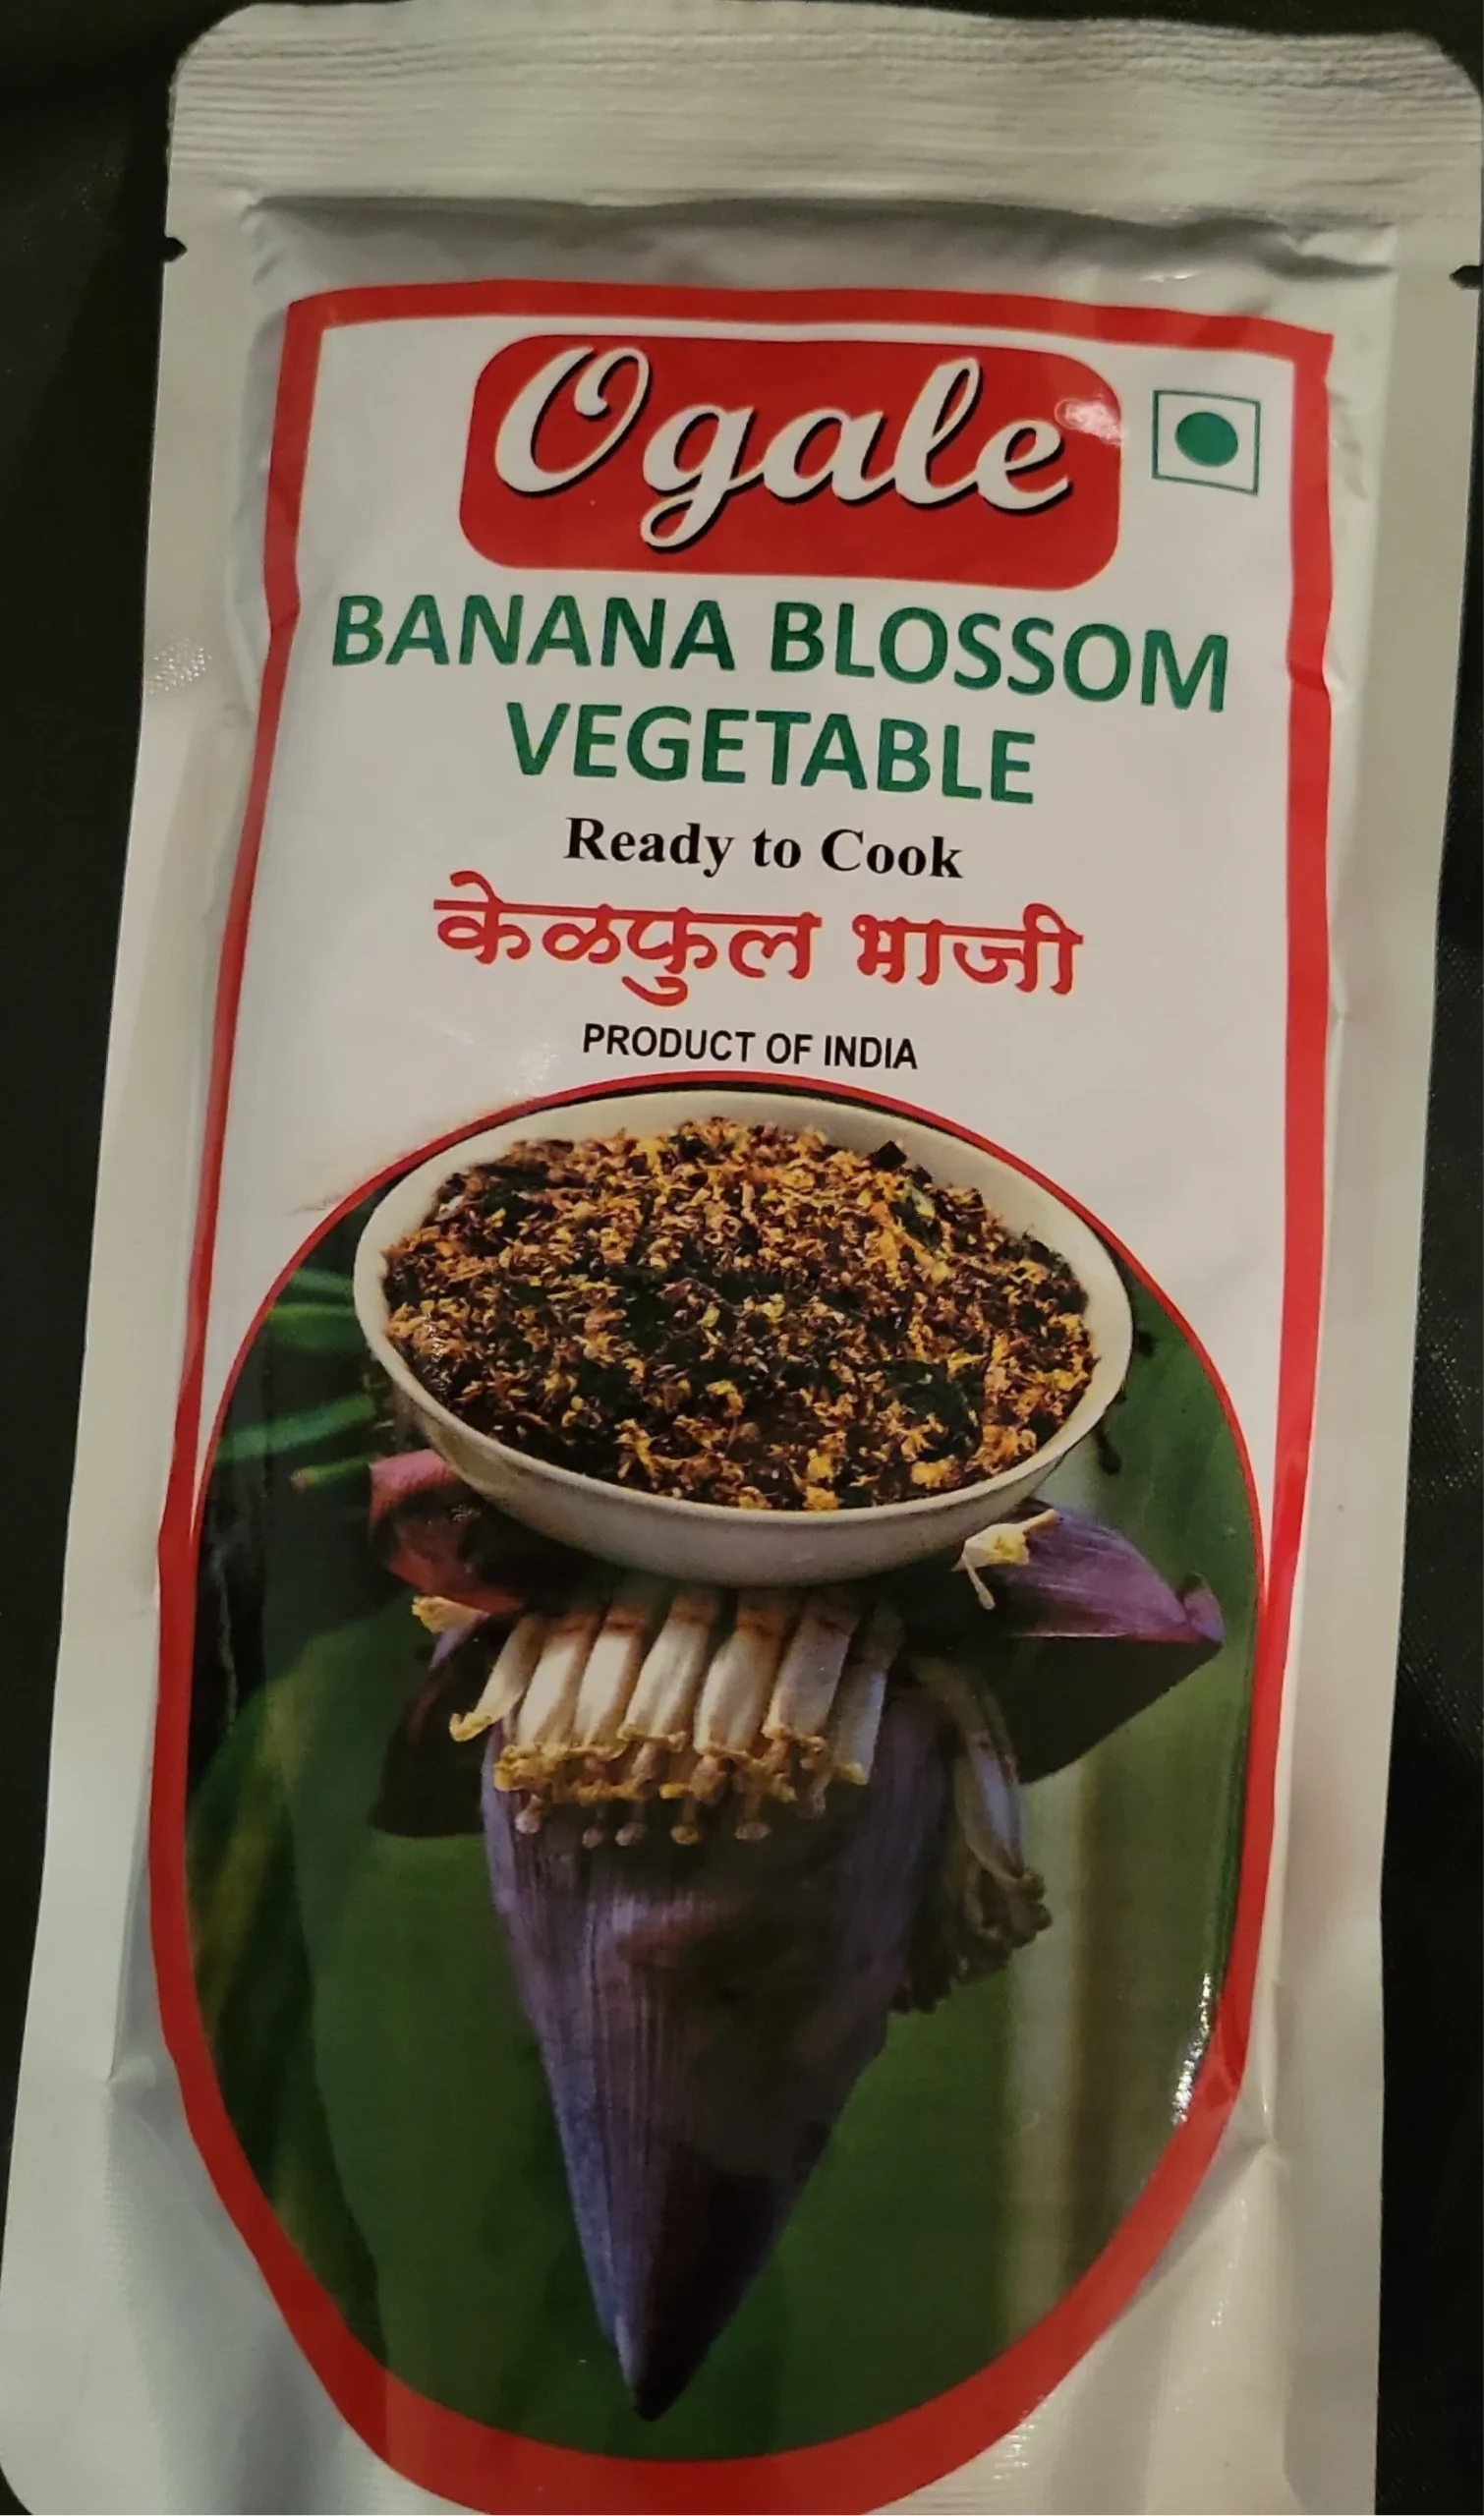 Ogale
BANANA BLOSSOM
VEGETABLE
Ready to Cook
केळफुल भाजी
PRODUCT OF INDIA